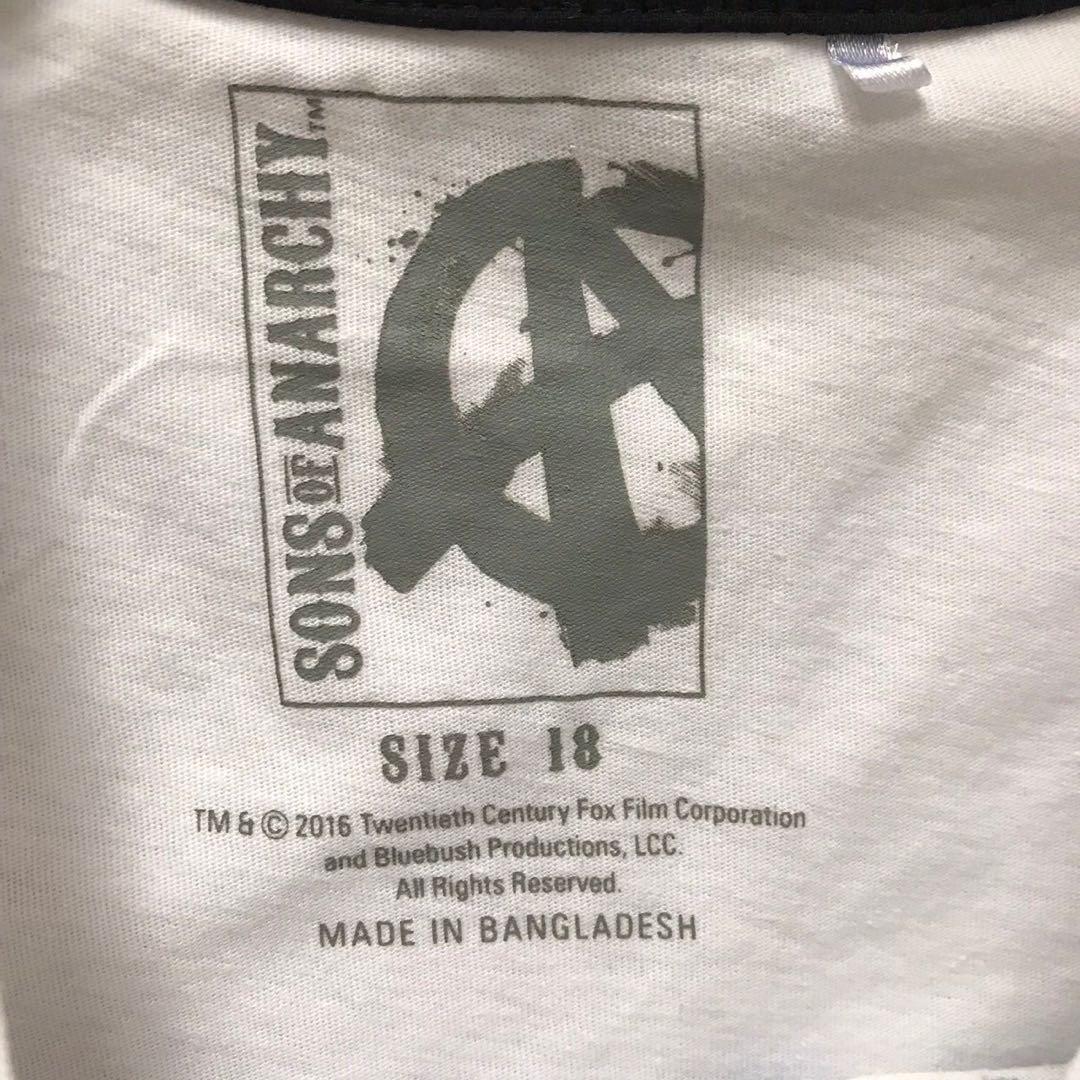 SONS OF ANARCHY™
SIZE 18
TM & © 2016 Twentieth Century Fox Film Corporation
and Bluebush Productions, LCC.
All Rights Reserved.
MADE IN BANGLADESH